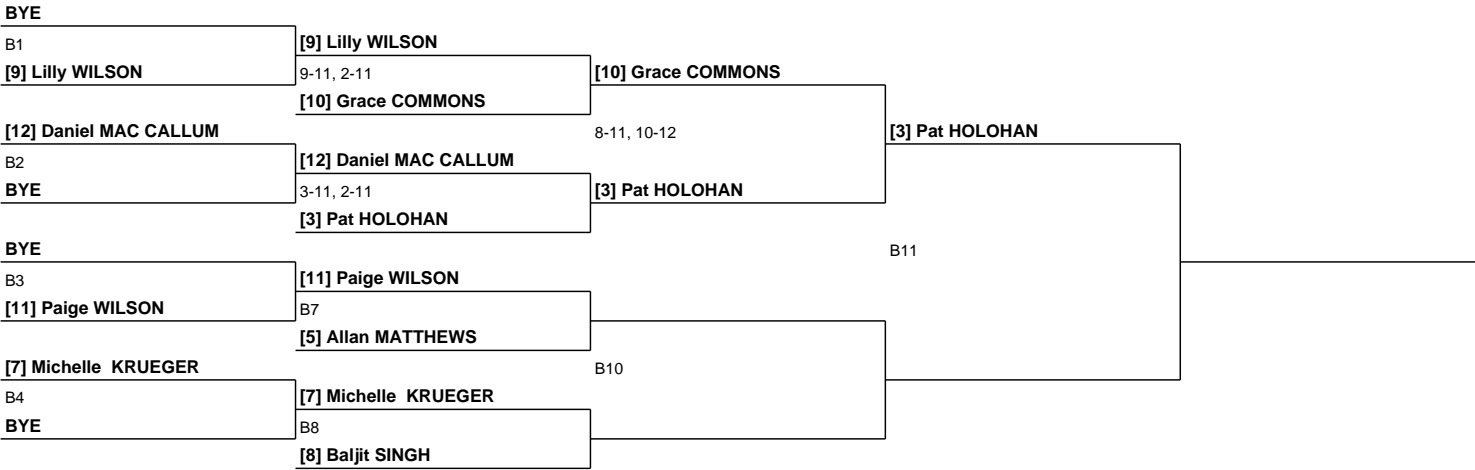 BYE
B1
[9] Lilly WILSON
[9] Lilly WILSON
9-11, 2-11
[10] Grace COMMONS
[10] Grace COMMONS
[12] Daniel MAC CALLUM
B2
BYE
[12] Daniel MAC CALLUM
3-11, 2-11
[3] Pat HOLOHAN
8-11, 10-12
[3] Pat HOLOHAN
[3] Pat HOLOHAN
BYE
B3
[11] Paige WILSON
[11] Paige WILSON
B7
[5] Allan MATTHEWS
[7] Michelle  KRUEGER
B4
BYE
[7] Michelle  KRUEGER
B8
[8] Baljit SINGH
B10
B11